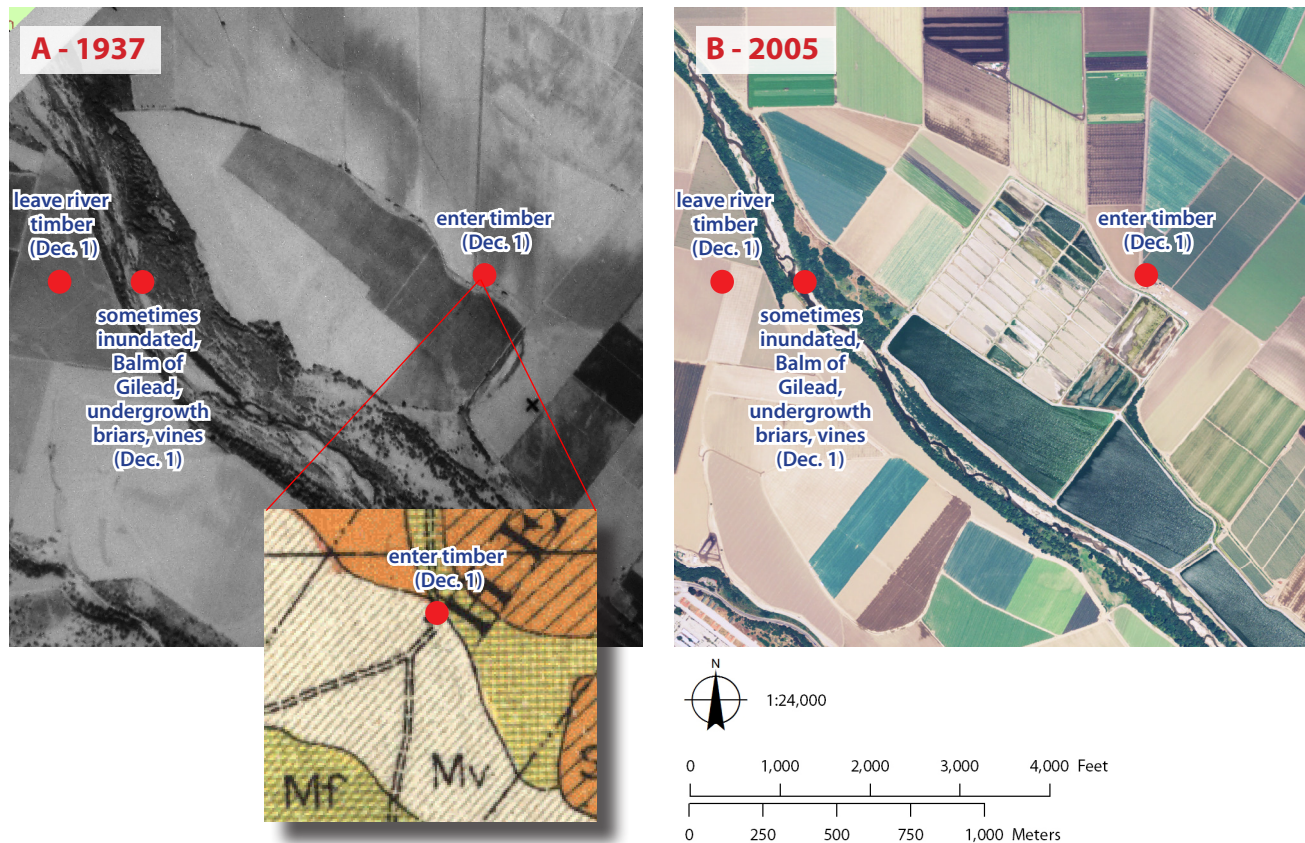 A - 1937
leave river
timber
(Dec. 1)
enter timber
(Dec. 1)
sometimes
inundated,
Balm of
Gilead,
undergrowth
briars, vines
(Dec. 1)
enter timber
(Dec. 1)
Mf
Mv
B - 2005
leave river
timber
(Dec. 1)
enter timber
(Dec. 1)
sometimes
inundated,
Balm of
Gilead,
undergrowth
briars, vines
(Dec. 1)
N
1:24,000
0 1,000 2,000 3,000 4,000 Feet
0 250 500 750 1,000 Meters